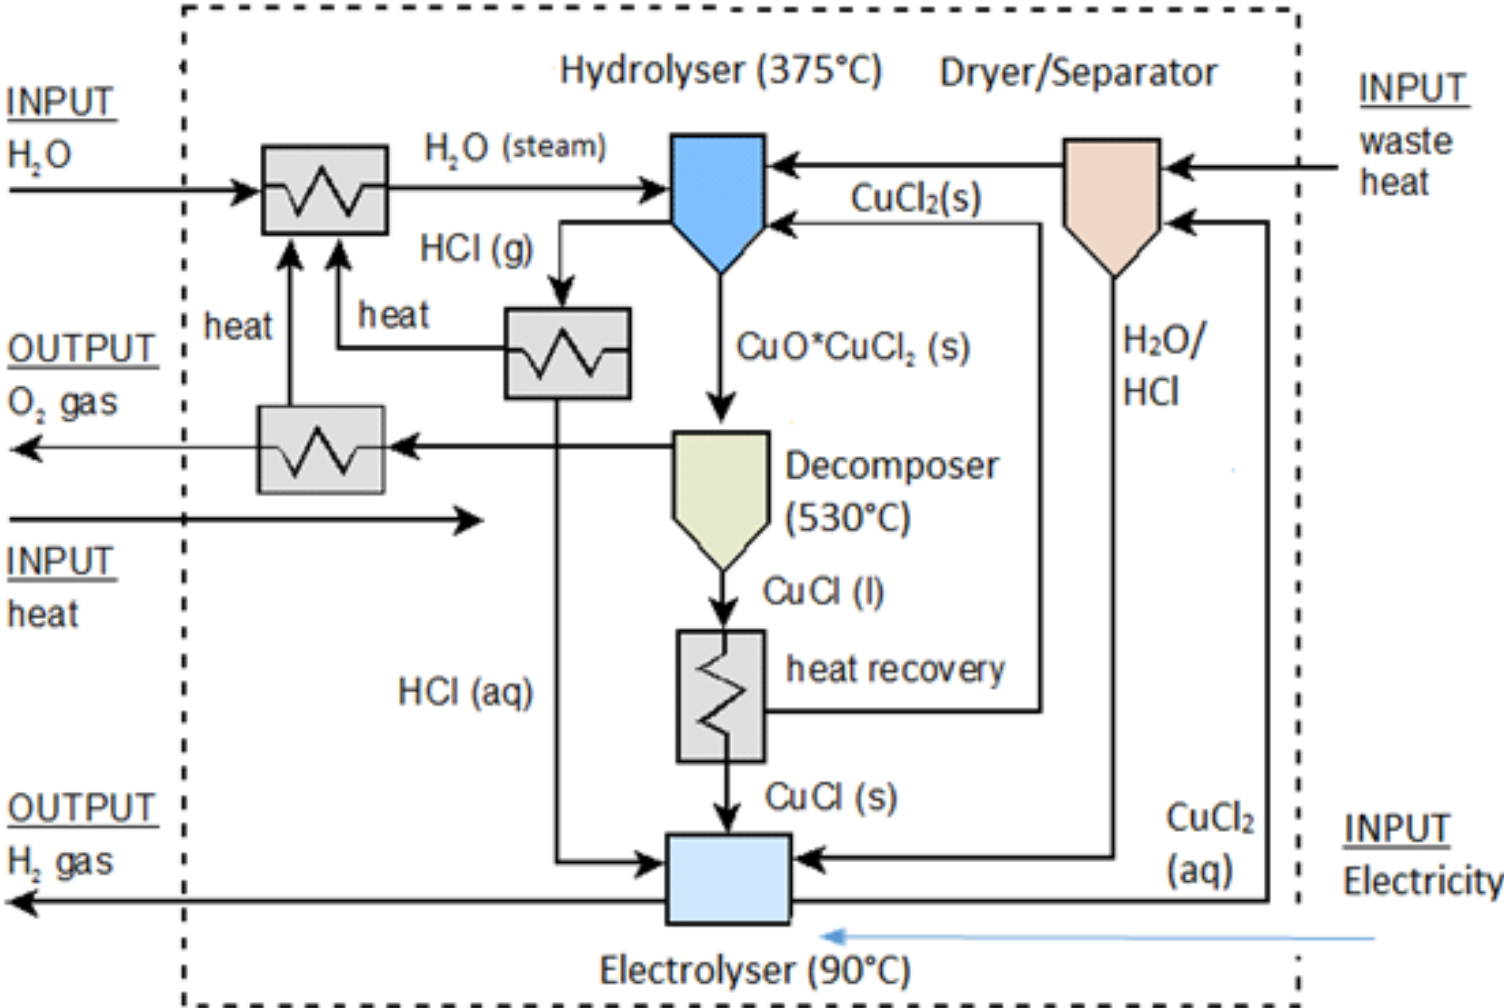 Hydrolyser (375°C)
Dryer/Separator
INPUT
H₂O
INPUT
waste
heat
H₂O (steam)
CuCl₂(s)
HCl (g)
heat
heat
CuO*CuCl₂ (s)
H₂O/
HCl
OUTPUT
O₂ gas
Decomposer
(530°C)
INPUT
heat
CuCl (l)
heat recovery
HCl (aq)
CuCl (s)
OUTPUT
H₂ gas
CuCl₂
(aq)
INPUT
Electricity
Electrolyser (90°C)